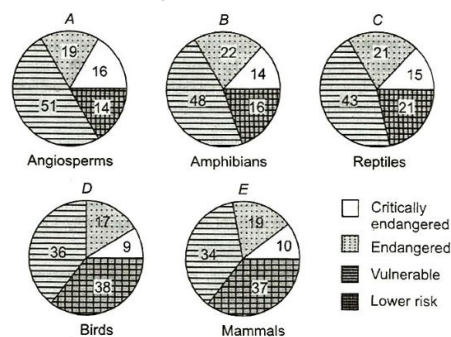 A
19
16
51
14
Angiosperms
B
22
14
48
16
Amphibians
C
21
15
43
21
Reptiles
D
17
36
9
38
Birds
E
19
34
10
37
Mammals
Critically
endangered
Endangered
Vulnerable
Lower risk